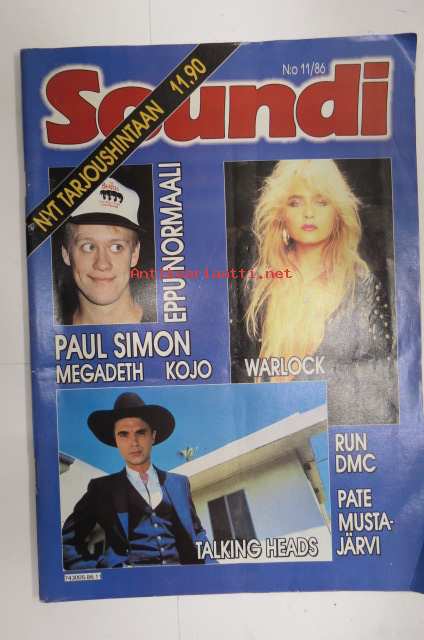 N:o 11/86
Soundi
NYT TARJOUSHINTAAN 11,90
EPPU NORMAALI
Antikvariaatti.net
PAUL SIMON
MEGADETH KOJO
WARLOCK
RUN
DMC
PATE
MUSTA-
JÄRVI
TALKING HEADS